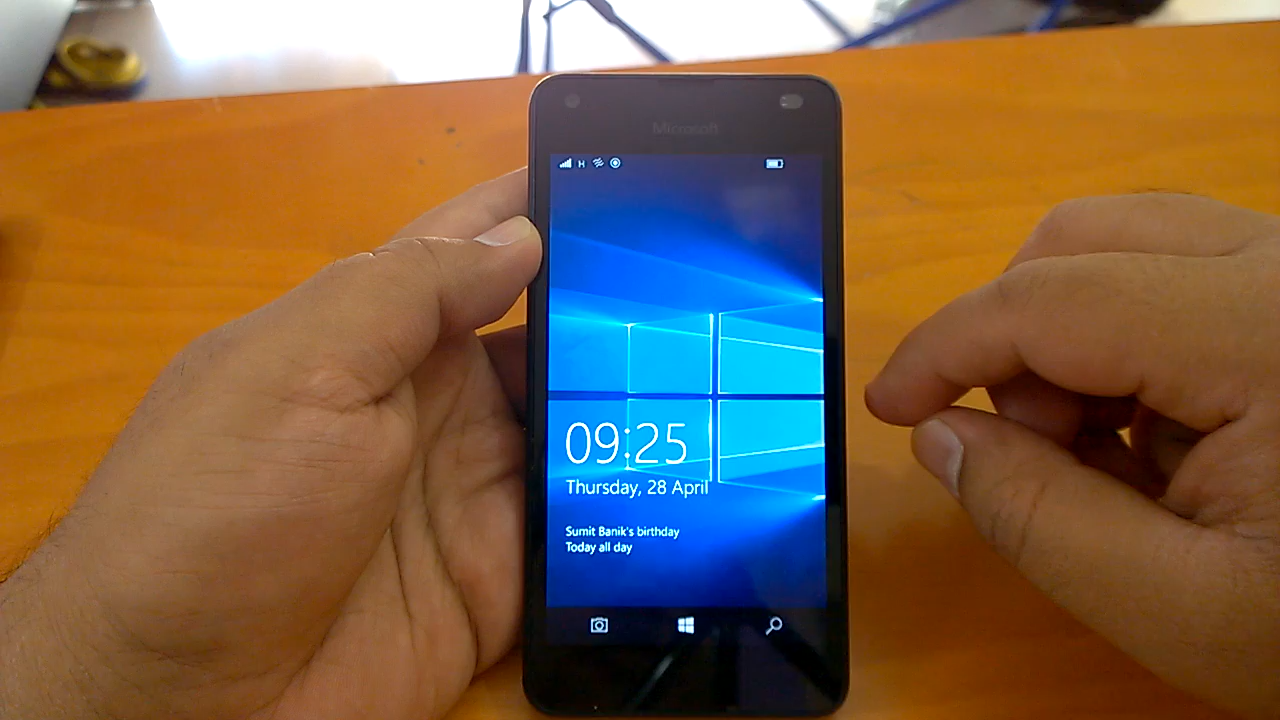 Microsoft
H
09:25
Thursday, 28 April
Sumit Banik's birthday
Today all day